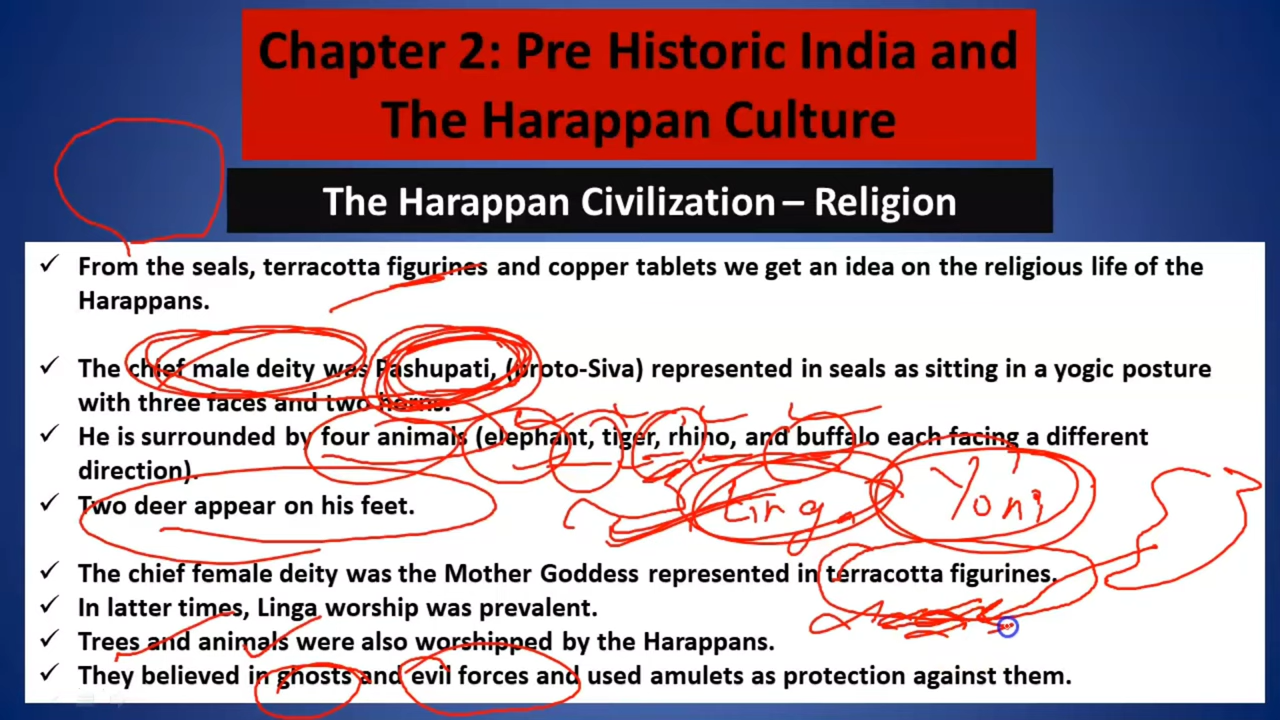 Chapter 2: Pre Historic India and
The Harappan Culture
The Harappan Civilization – Religion
✓ From the seals, terracotta figurines and copper tablets we get an idea on the religious life of the
Harappans.
✓ The chief male deity was Pashupati, (proto-Siva) represented in seals as sitting in a yogic posture
with three faces and two horns.
✓ He is surrounded by four animals (elephant, tiger, rhino, and buffalo each facing a different
direction).
Linga Yoni
✓ Two deer appear on his feet.
✓ The chief female deity was the Mother Goddess represented in terracotta figurines.
✓ In latter times, Linga worship was prevalent.
✓ Trees and animals were also worshipped by the Harappans.
✓ They believed in ghosts and evil forces and used amulets as protection against them.